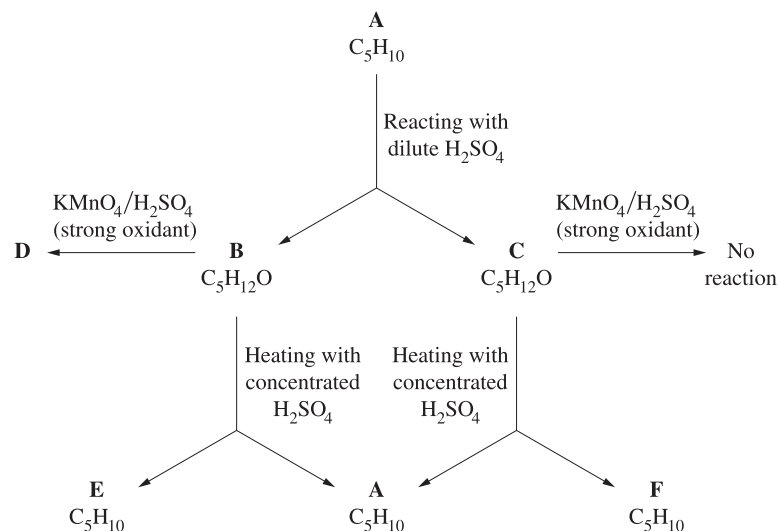 A
C₅H₁₀
Reacting with
dilute H₂SO₄
KMnO₄/H₂SO₄
(strong oxidant)
KMnO₄/H₂SO₄
(strong oxidant)
D
B
C₅H₁₂O
C
C₅H₁₂O
No
reaction
Heating with
concentrated
H₂SO₄
Heating with
concentrated
H₂SO₄
E
C₅H₁₀
A
C₅H₁₀
F
C₅H₁₀